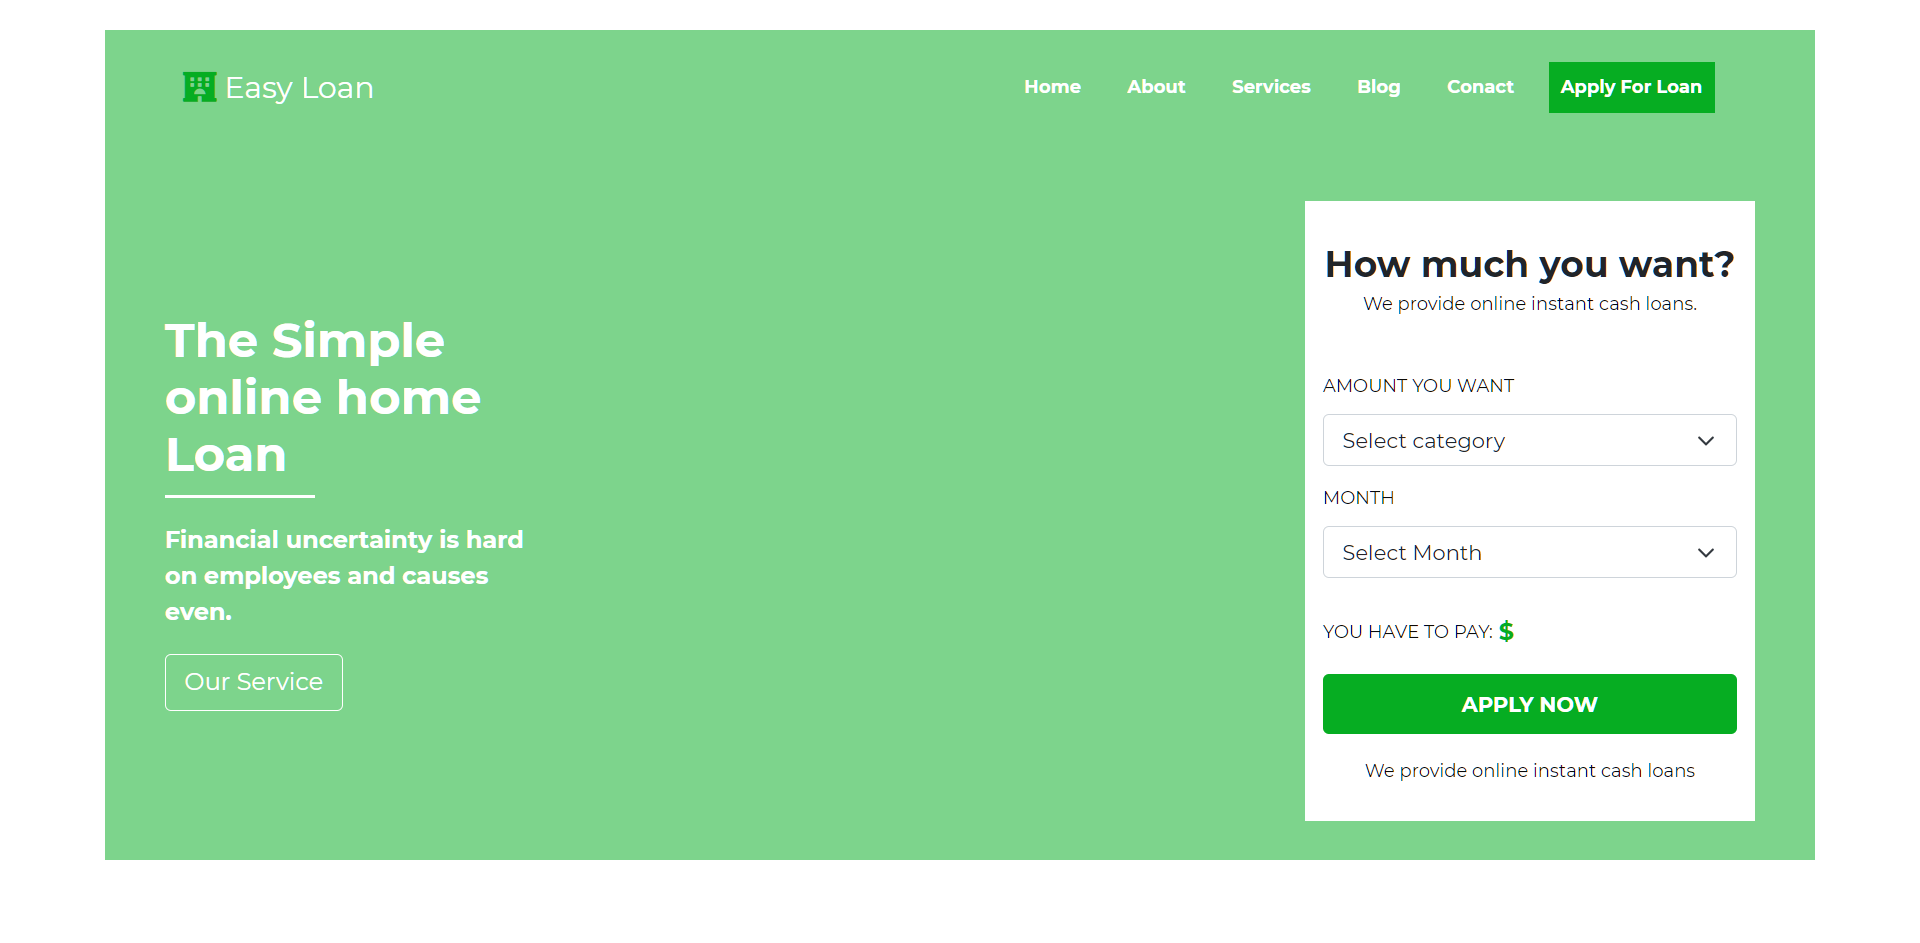 Easy Loan
Home About Services Blog Conact Apply For Loan
The Simple
online home
Loan
Financial uncertainty is hard
on employees and causes
even.
Our Service
How much you want?
We provide online instant cash loans.
AMOUNT YOU WANT
Select category
MONTH
Select Month
YOU HAVE TO PAY: $
APPLY NOW
We provide online instant cash loans